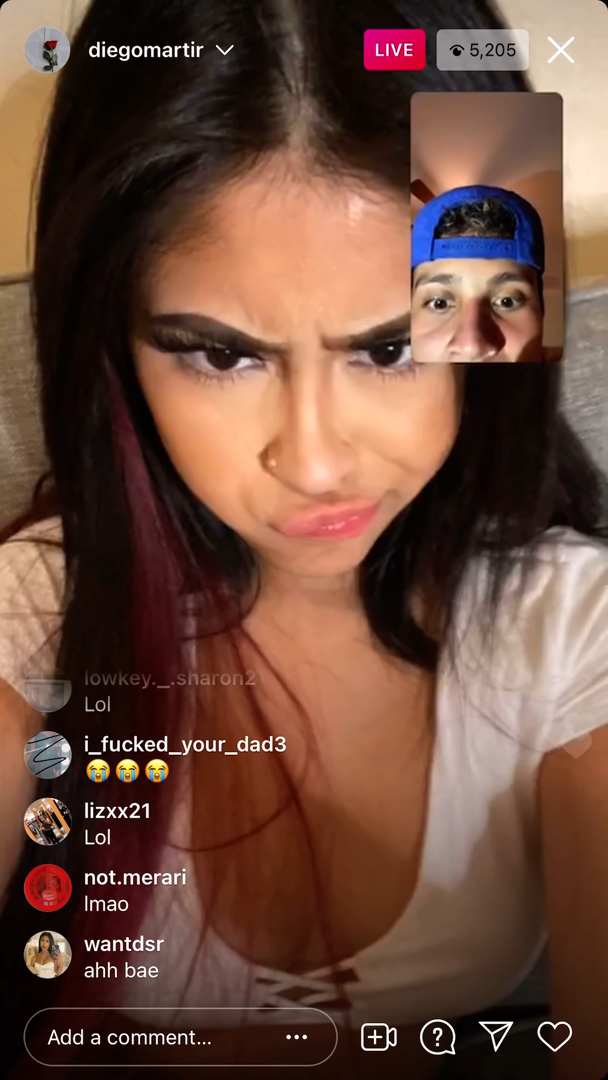 diegomartir
LIVE
5,205
lowkey._.sharon2
Lol
i_fucked_your_dad3
😭😭😭
lizxx21
Lol
not.merari
lmao
wantdsr
ahh bae
Add a comment...